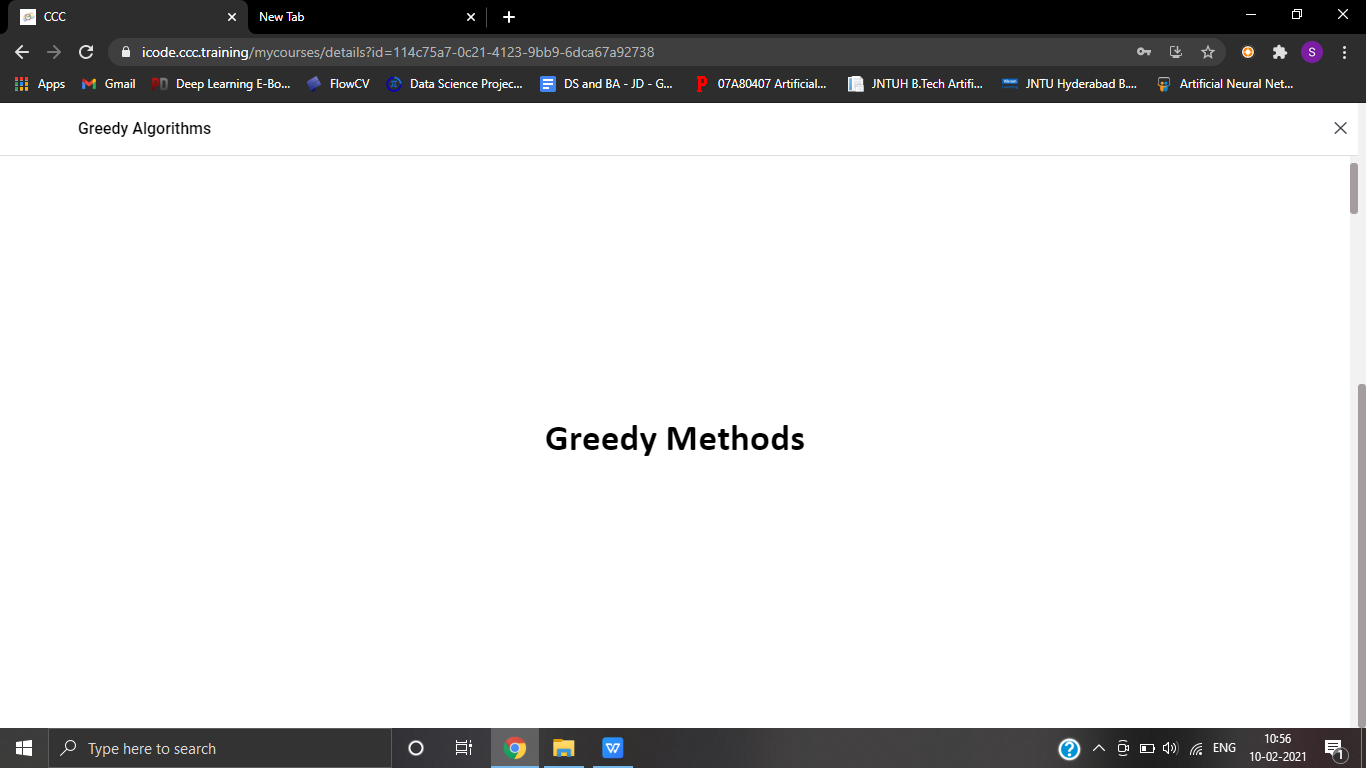 CCC
New Tab
icode.ccc.training/mycourses/details?id=114c75a7-0c21-4123-9bb9-6dca67a92738
S
Apps
Gmail
Deep Learning E-Bo...
FlowCV
Data Science Projec...
DS and BA - JD - G...
07A80407 Artificial...
JNTUH B.Tech Artifi...
JNTU Hyderabad B....
Artificial Neural Net...
Greedy Algorithms
Greedy Methods
Type here to search
ENG
10:56
10-02-2021
1